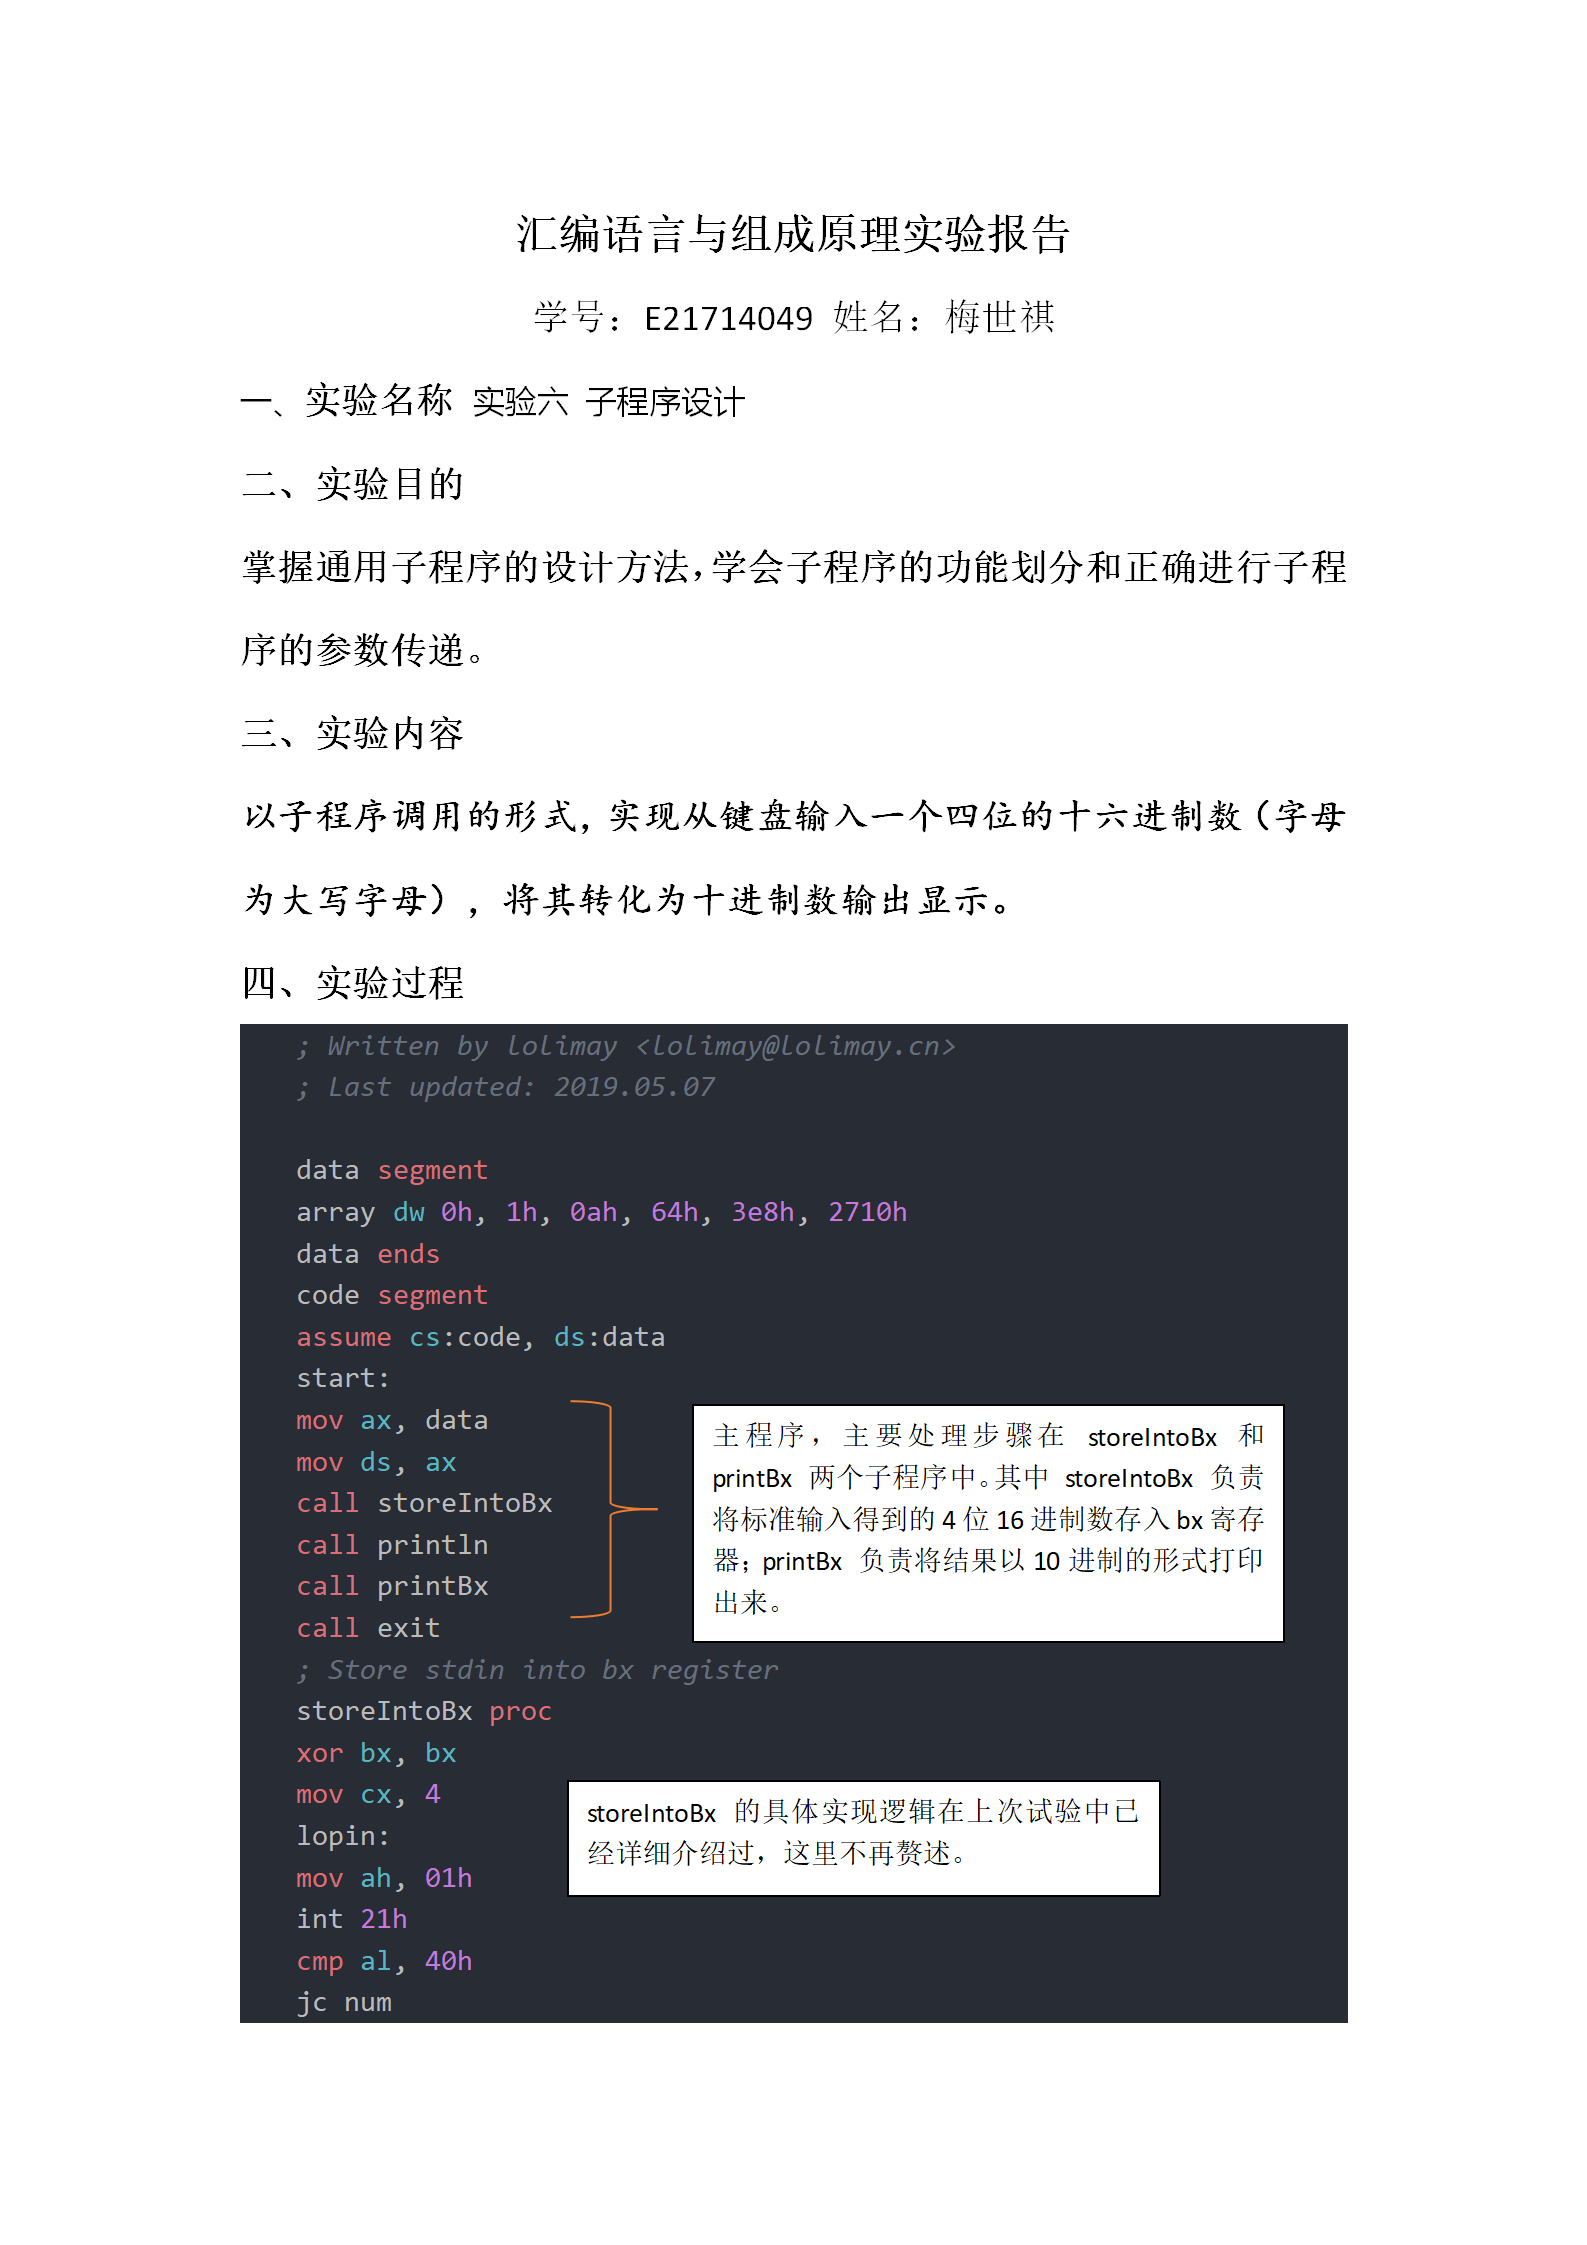 汇编语言与组成原理实验报告
学号：E21714049 姓名：梅世祺
一、实验名称 实验六 子程序设计
二、实验目的
掌握通用子程序的设计方法，学会子程序的功能划分和正确进行子程
序的参数传递。
三、实验内容
以子程序调用的形式，实现从键盘输入一个四位的十六进制数（字母
为大写字母），将其转化为十进制数输出显示。
四、实验过程
; Written by lolimay <lolimay@lolimay.cn>
; Last updated: 2019.05.07
data segment
array dw 0h, 1h, 0ah, 64h, 3e8h, 2710h
data ends
code segment
assume cs:code, ds:data
start:
mov ax, data
mov ds, ax
call storeIntoBx
call println
call printBx
call exit
主程序，主要处理步骤在 storeIntoBx 和
printBx 两个子程序中。其中 storeIntoBx 负责
将标准输入得到的 4 位 16 进制数存入 bx 寄存
器；printBx 负责将结果以 10 进制的形式打印
出来。
; Store stdin into bx register
storeIntoBx proc
xor bx, bx
mov cx, 4
lopin:
mov ah, 01h
int 21h
cmp al, 40h
jc num
storeIntoBx 的具体实现逻辑在上次试验中已
经详细介绍过，这里不再赘述。